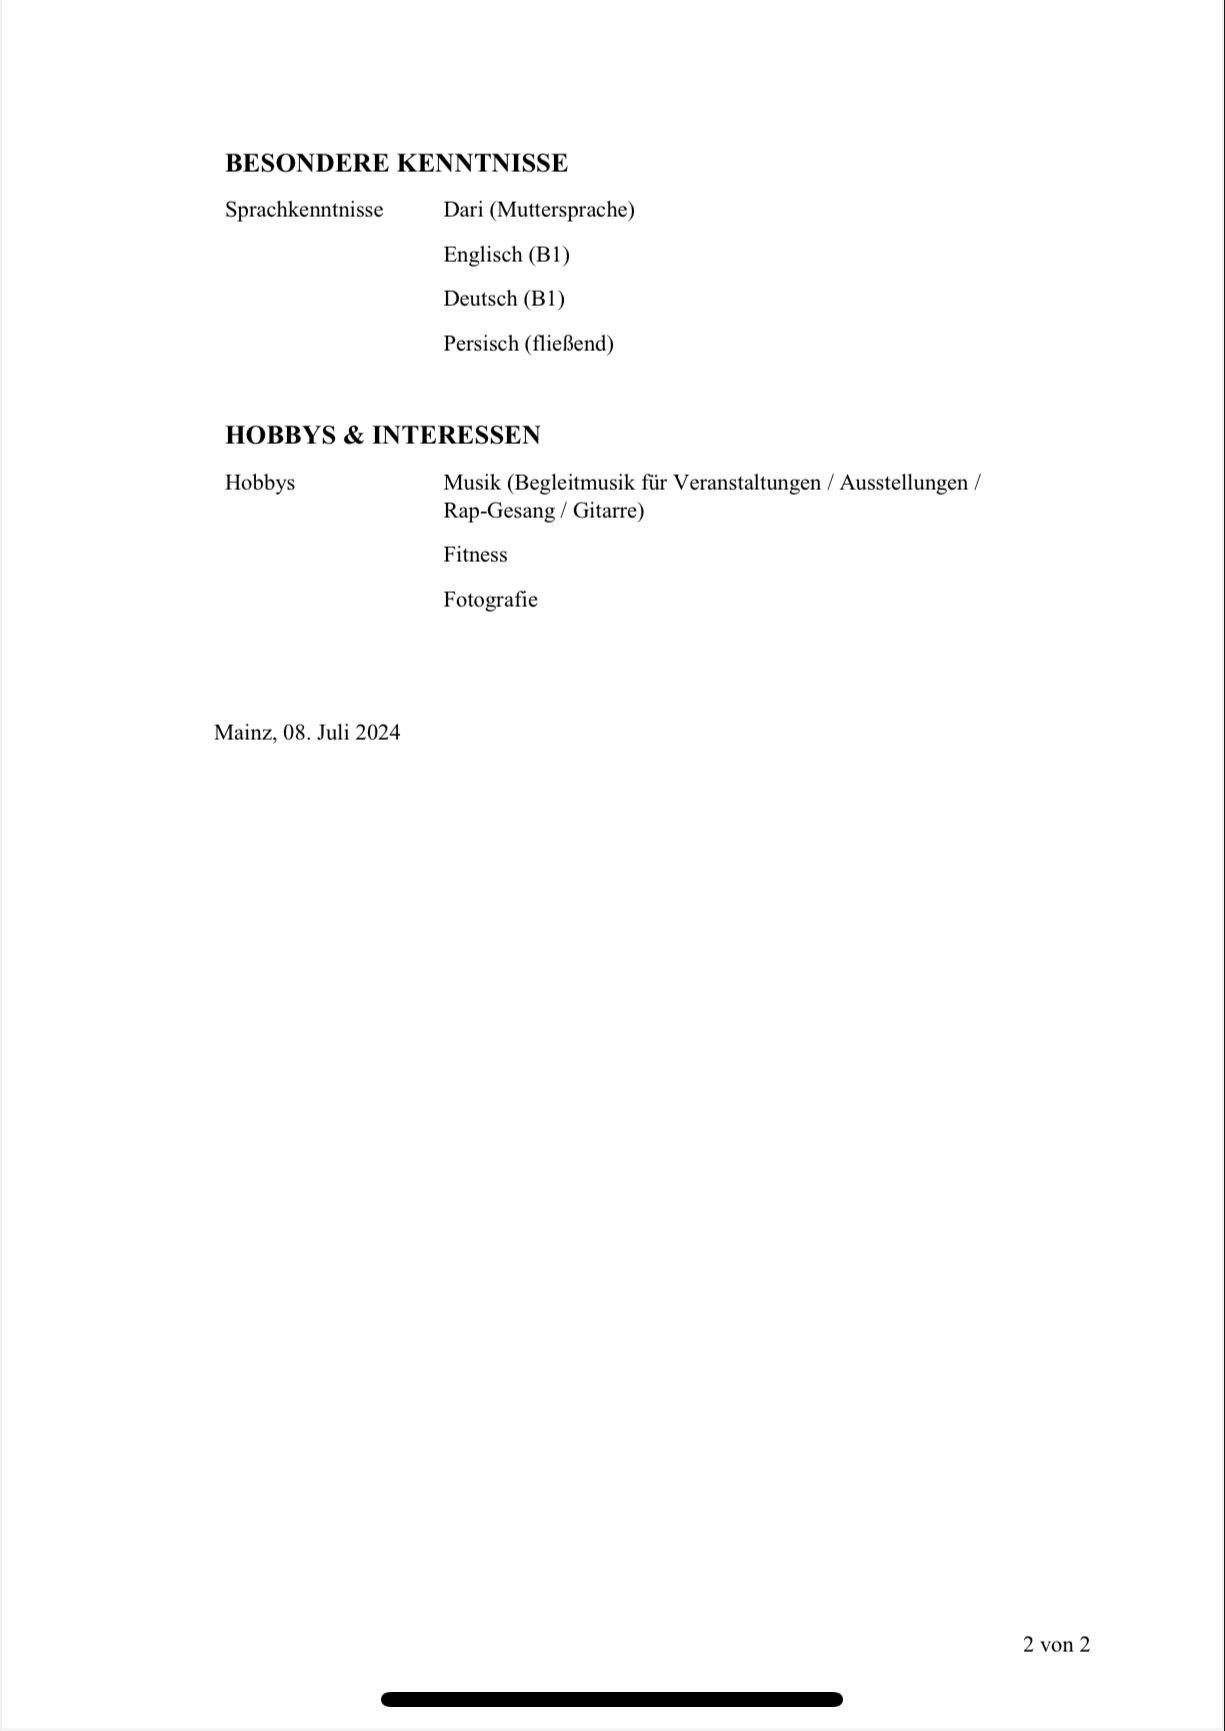 BESONDERE KENNTNISSE
Sprachkenntnisse Dari (Muttersprache)
Englisch (B1)
Deutsch (B1)
Persisch (fließend)
HOBBYS & INTERESSEN
Hobbys Musik (Begleitmusik für Veranstaltungen / Ausstellungen /
Rap-Gesang / Gitarre)
Fitness
Fotografie
Mainz, 08. Juli 2024
2 von 2